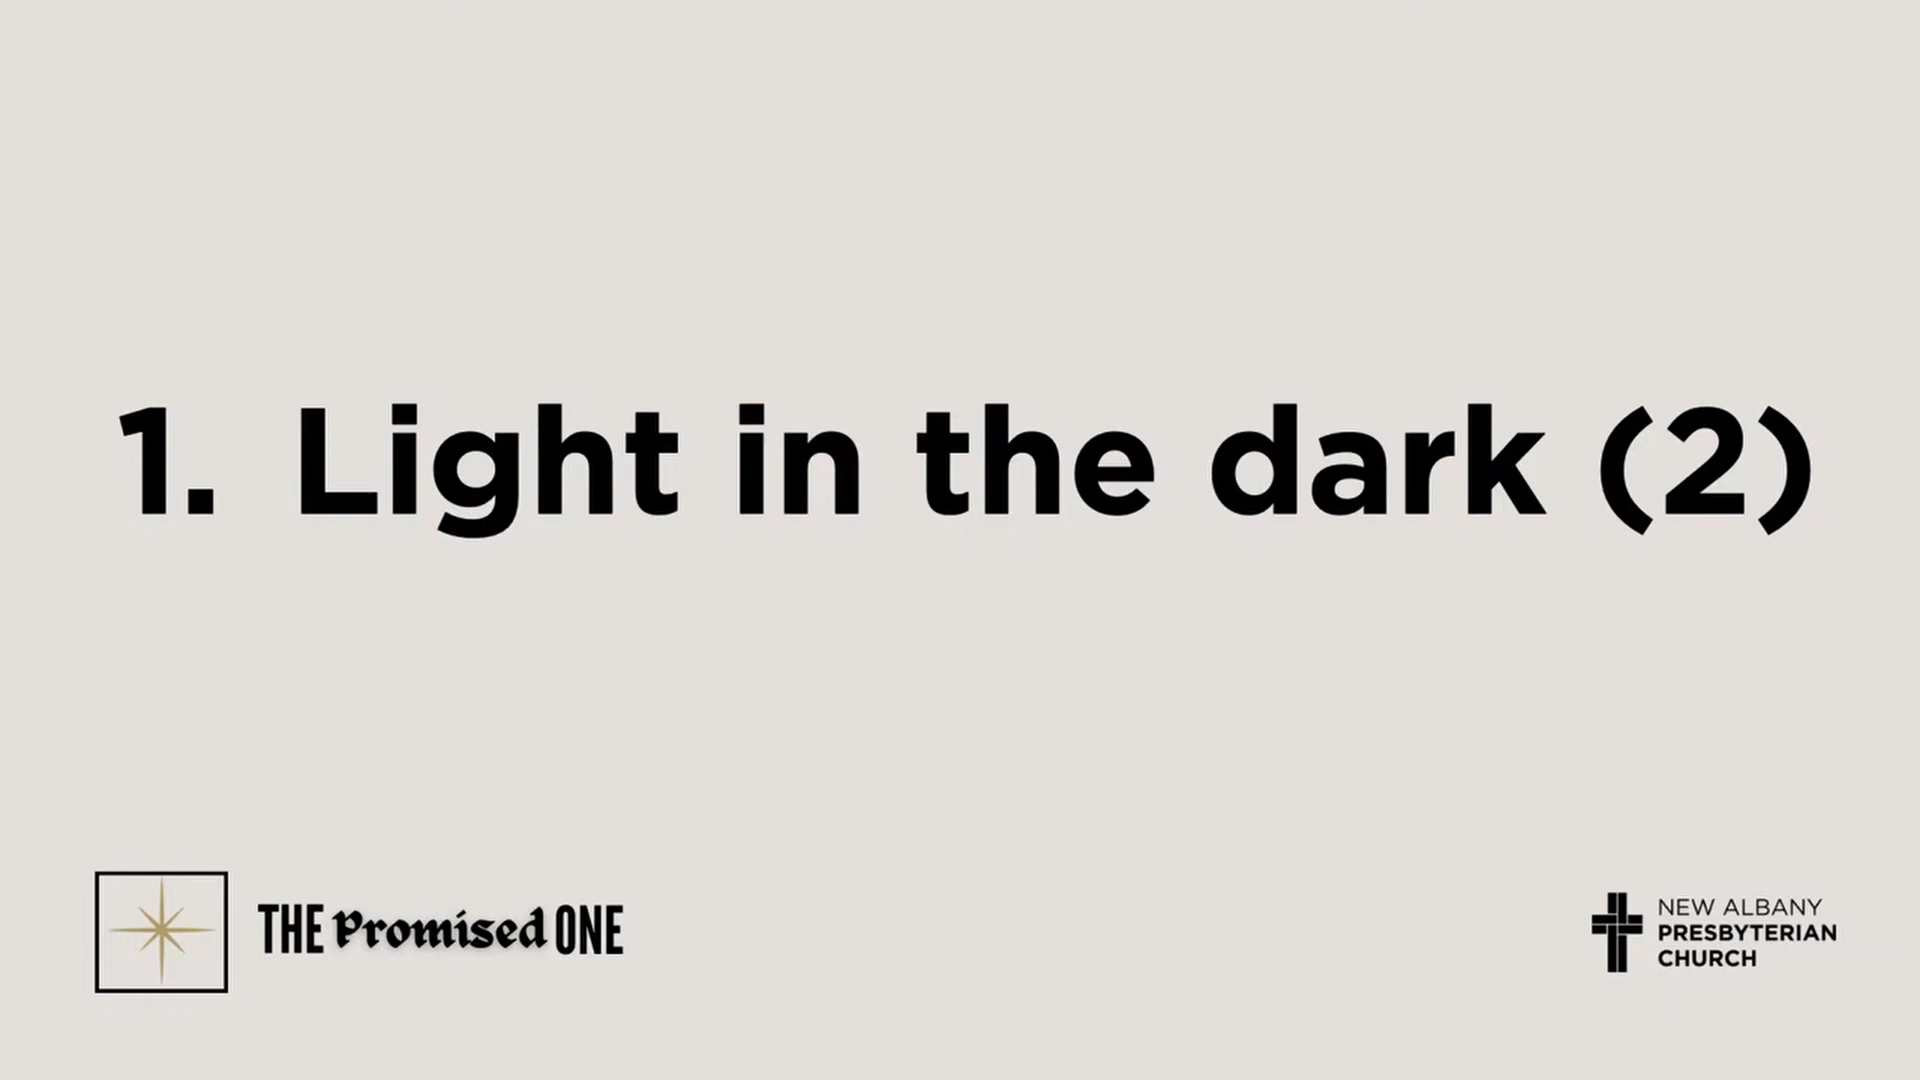 1. Light in the dark (2)
THE Promised ONE
NEW ALBANY
PRESBYTERIAN
CHURCH